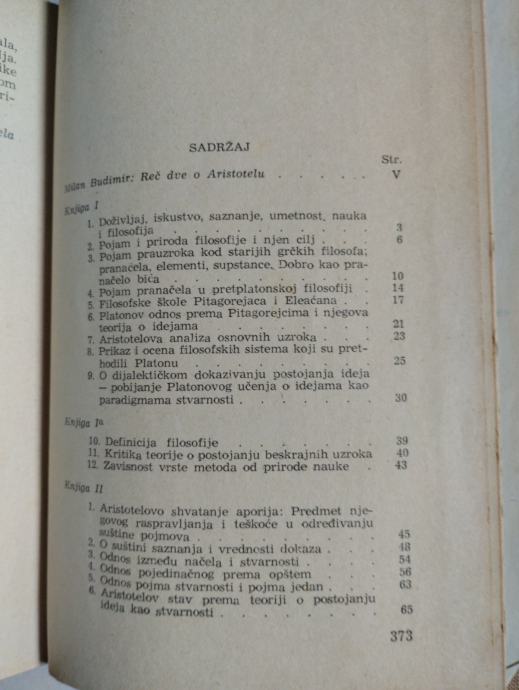 ala,
lja.
ike
om
ri-
ela
SADRŽAJ
Str.
Milan Budimir: Reč dve o Aristotelu . . . . . . V
Knjiga I
1. Doživljaj, iskustvo, saznanje, umetnost, nauka
i filosofija . . . . . . . . . 3
2. Pojam i priroda filosofije i njen cilj . . . 6
3. Pojam prauzroka kod starijih grčkih filosofa;
pranačela, elementi, supstance. Dobro kao pra-
načelo bića . . . . . . . . . 10
4. Pojam pranačela u pretplatonskoj filosofiji . . 14
5. Filosofske škole Pitagorejaca i Elećana . . . 17
6. Platonov odnos prema Pitagorejcima i njegova
teorija o idejama . . . . . . . . 21
7. Aristotelova analiza osnovnih uzroka . . . 23
8. Prikaz i ocena filosofskih sistema koji su pret-
hodili Platonu . . . . . . . . 25
9. O dijalektičkom dokazivanju postojanja ideja
— pobijanje Platonovog učenja o idejama kao
paradigmama stvarnosti . . . . . . 30
Knjiga Iª
10. Definicija filosofije . . . . . . . 39
11. Kritika teorije o postojanju beskrajnih uzroka 40
12. Zavisnost vrste metoda od prirode nauke . 43
Knjiga II
1. Aristotelovo shvatanje aporija: Predmet nje-
govog raspravljanja i teškoće u određivanju
suštine pojmova . . . . . . . . 45
2. O suštini saznanja i vrednosti dokaza . . . 48
3. Odnos između načela i stvarnosti . . . . 54
4. Odnos pojedinačnog prema opštem . . . 56
5. Odnos pojma stvarnosti i pojma jedan . . . 63
6. Aristotelov stav prema teoriji o postojanju
ideja kao stvarnosti . . . . . . . 65
373